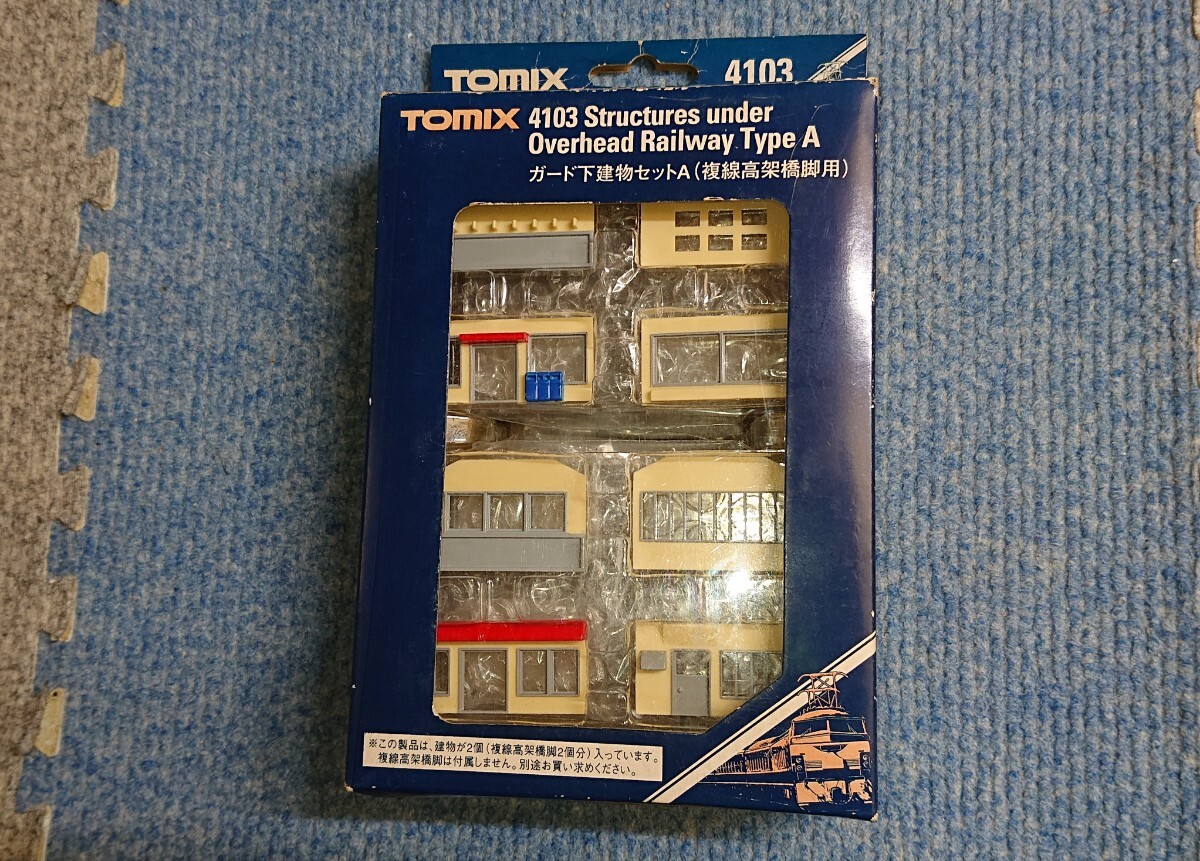 TOMIX 4103
TOMIX 4103 Structures under
Overhead Railway Type A
ガード下建物セットA(複線高架橋脚用)
※この製品は、建物が2個(複線高架橋脚2個分)入っています。
複線高架橋脚は付属しません。別途お買い求めください。